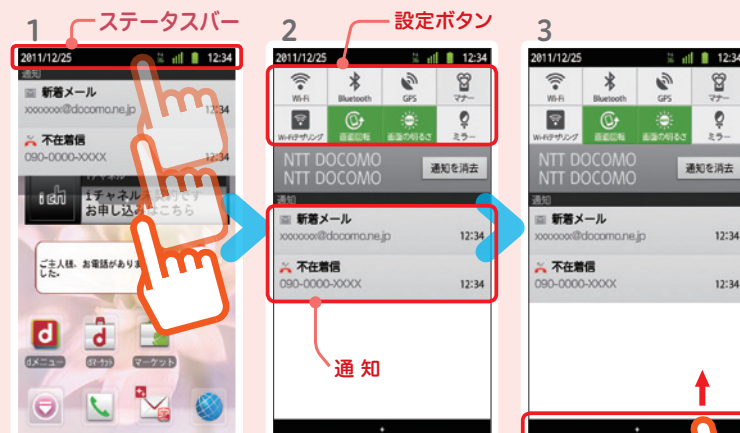 1
ステータスバー
2011/12/25
12:34
通知
新着メール
xxxxxxx@docomo.ne.jp
12:34
不在着信
090-0000-XXXX
12:34
iチャネル
お申し込みはこちら
ご主人様、お電話がありま
した。
dメニュー
dマーケット
マーケット
2
設定ボタン
2011/12/25
12:34
Wi-Fi
Bluetooth
GPS
マナー
Wi-Fiテザリング
画面回転
画面の明るさ
ミラー
NTT DOCOMO
NTT DOCOMO
通知を消去
通知
新着メール
xxxxxxx@docomo.ne.jp
12:34
不在着信
090-0000-XXXX
12:34
通 知
3
2011/12/25
12:34
Wi-Fi
Bluetooth
GPS
マナー
Wi-Fiテザリング
画面回転
画面の明るさ
ミラー
NTT DOCOMO
NTT DOCOMO
通知を消去
通知
新着メール
xxxxxxx@docomo.ne.jp
12:34
不在着信
090-0000-XXXX
12:34